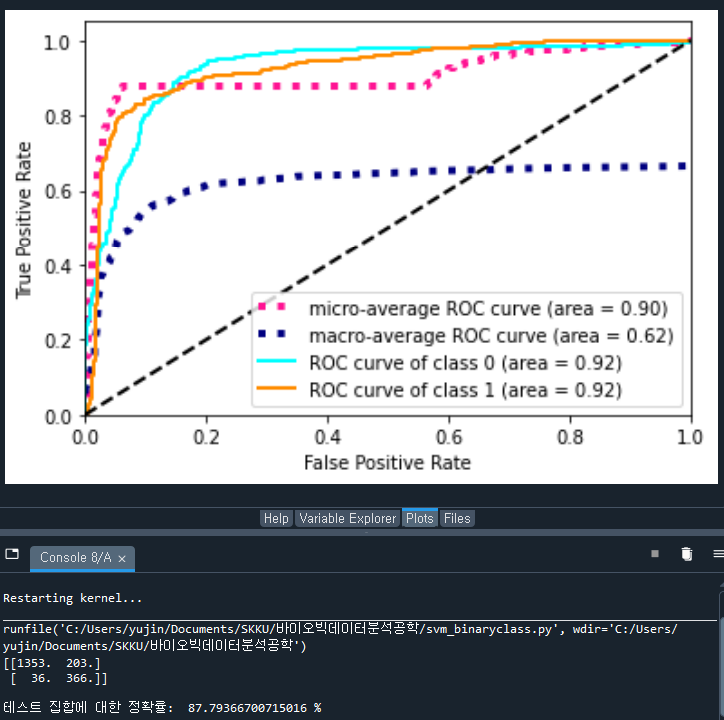 1.0
0.8
0.6
0.4
0.2
0.0
True Positive Rate
micro-average ROC curve (area = 0.90)
macro-average ROC curve (area = 0.62)
ROC curve of class 0 (area = 0.92)
ROC curve of class 1 (area = 0.92)
0.0 0.2 0.4 0.6 0.8 1.0
False Positive Rate
Help Variable Explorer Plots Files
Console 8/A ×
Restarting kernel...
runfile('C:/Users/yujin/Documents/SKKU/바이오빅데이터분석공학/svm_binaryclass.py', wdir='C:/Users/
yujin/Documents/SKKU/바이오빅데이터분석공학')
[[1353. 203.]
[ 36. 366.]]
테스트 집합에 대한 정확률: 87.79366700715016 %